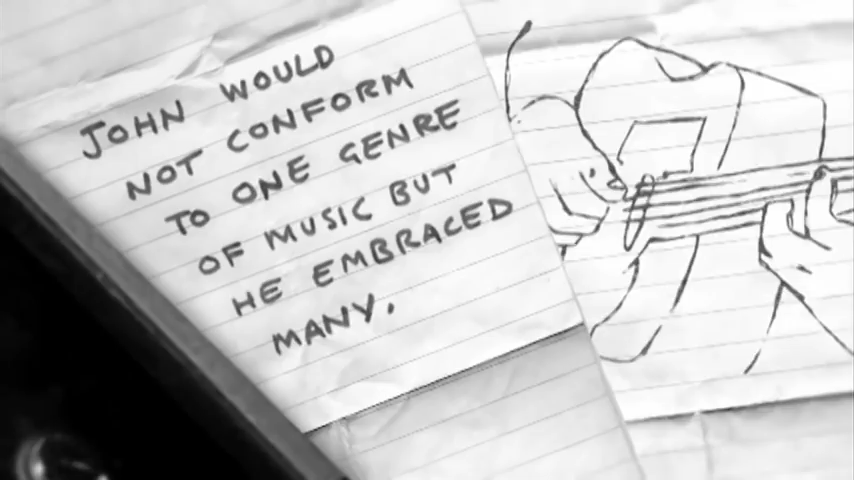 JOHN WOULD
NOT CONFORM
TO ONE GENRE
OF MUSIC BUT
HE EMBRACED
MANY.